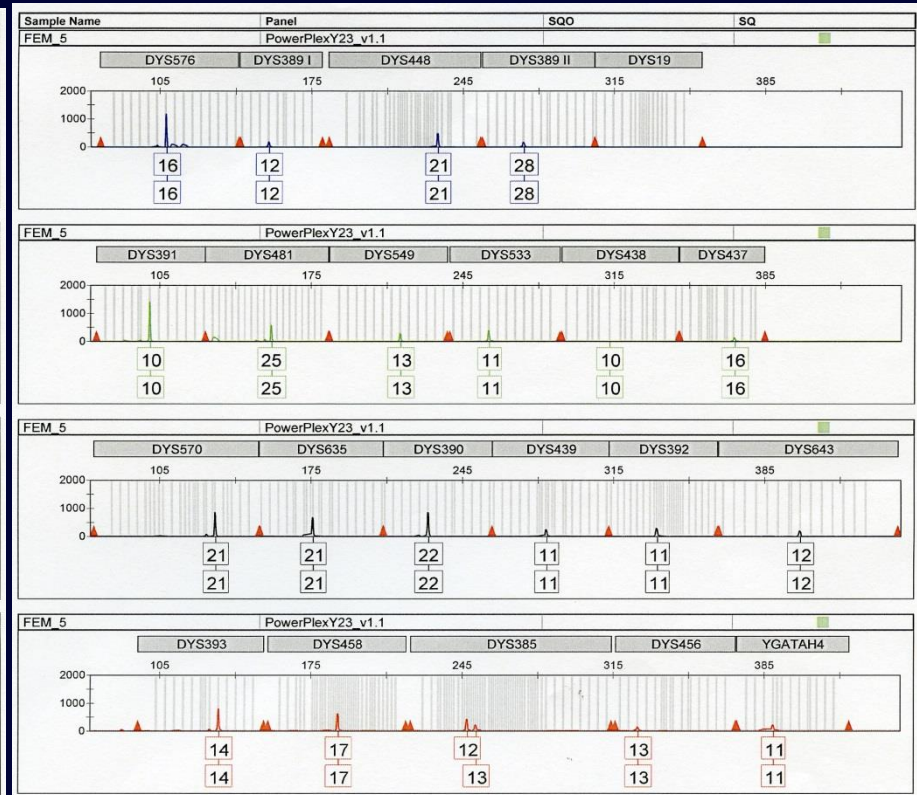 Sample Name Panel SQO SQ
FEM_5 PowerPlexY23_v1.1
DYS576 DYS389 I DYS448 DYS389 II DYS19
105 175 245 315 385
2000
1000
0
16 12 21 28
16 12 21 28
FEM_5 PowerPlexY23_v1.1
DYS391 DYS481 DYS549 DYS533 DYS438 DYS437
105 175 245 315 385
2000
1000
0
10 25 13 11 10 16
10 25 13 11 10 16
FEM_5 PowerPlexY23_v1.1
DYS570 DYS635 DYS390 DYS439 DYS392 DYS643
105 175 245 315 385
2000
1000
0
21 21 22 11 11 12
21 21 22 11 11 12
FEM_5 PowerPlexY23_v1.1
DYS393 DYS458 DYS385 DYS456 YGATAH4
105 175 245 315 385
2000
1000
0
14 17 12 13 11
14 17 13 13 11